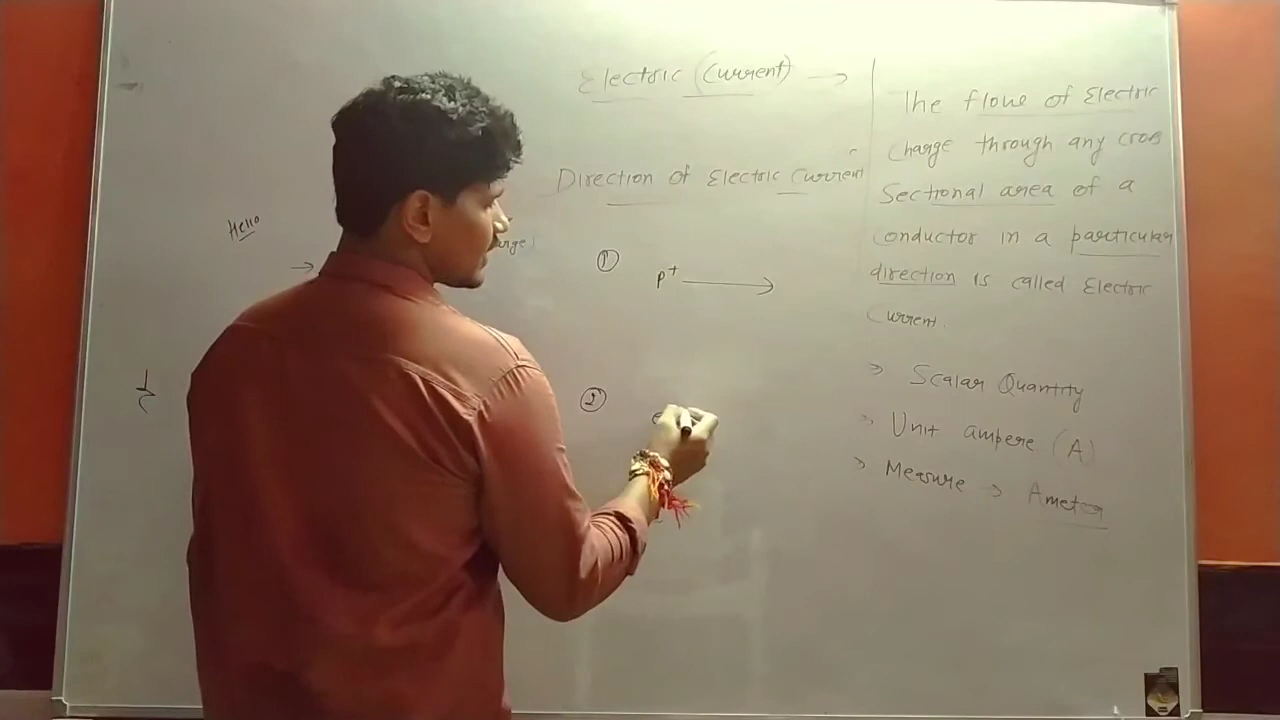 Electric (Current) →
Direction of Electric Current
Hello
→
①
P⁺ →
②
e
The flowe of Electric
Charge through any cross
Sectional area of a
Conductor in a particular
direction is called Electric
Current.
⇒ Scalar Quantity
⇒ Unit ampere (A)
⇒ Measure → Ameter